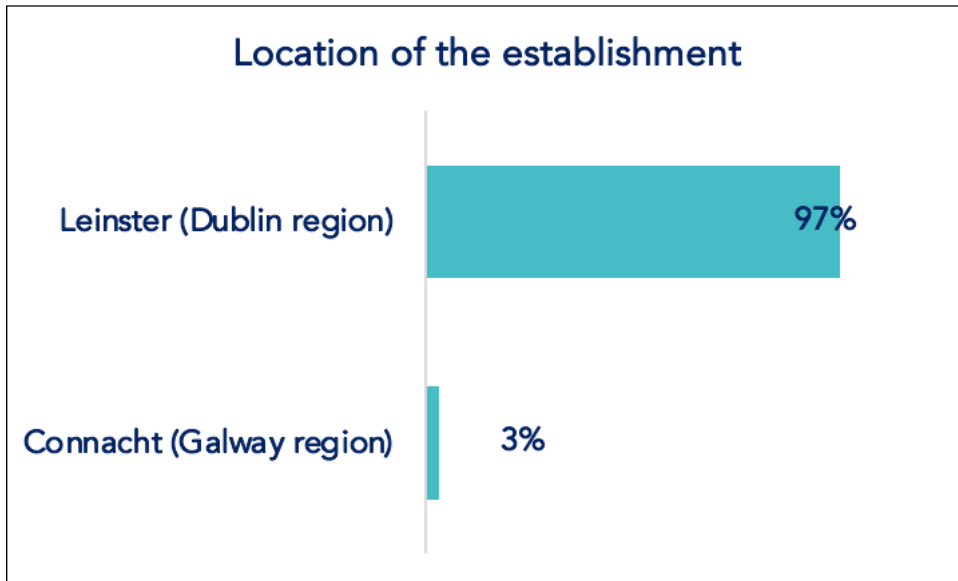 Location of the establishment
Leinster (Dublin region)
97%
Connacht (Galway region)
3%